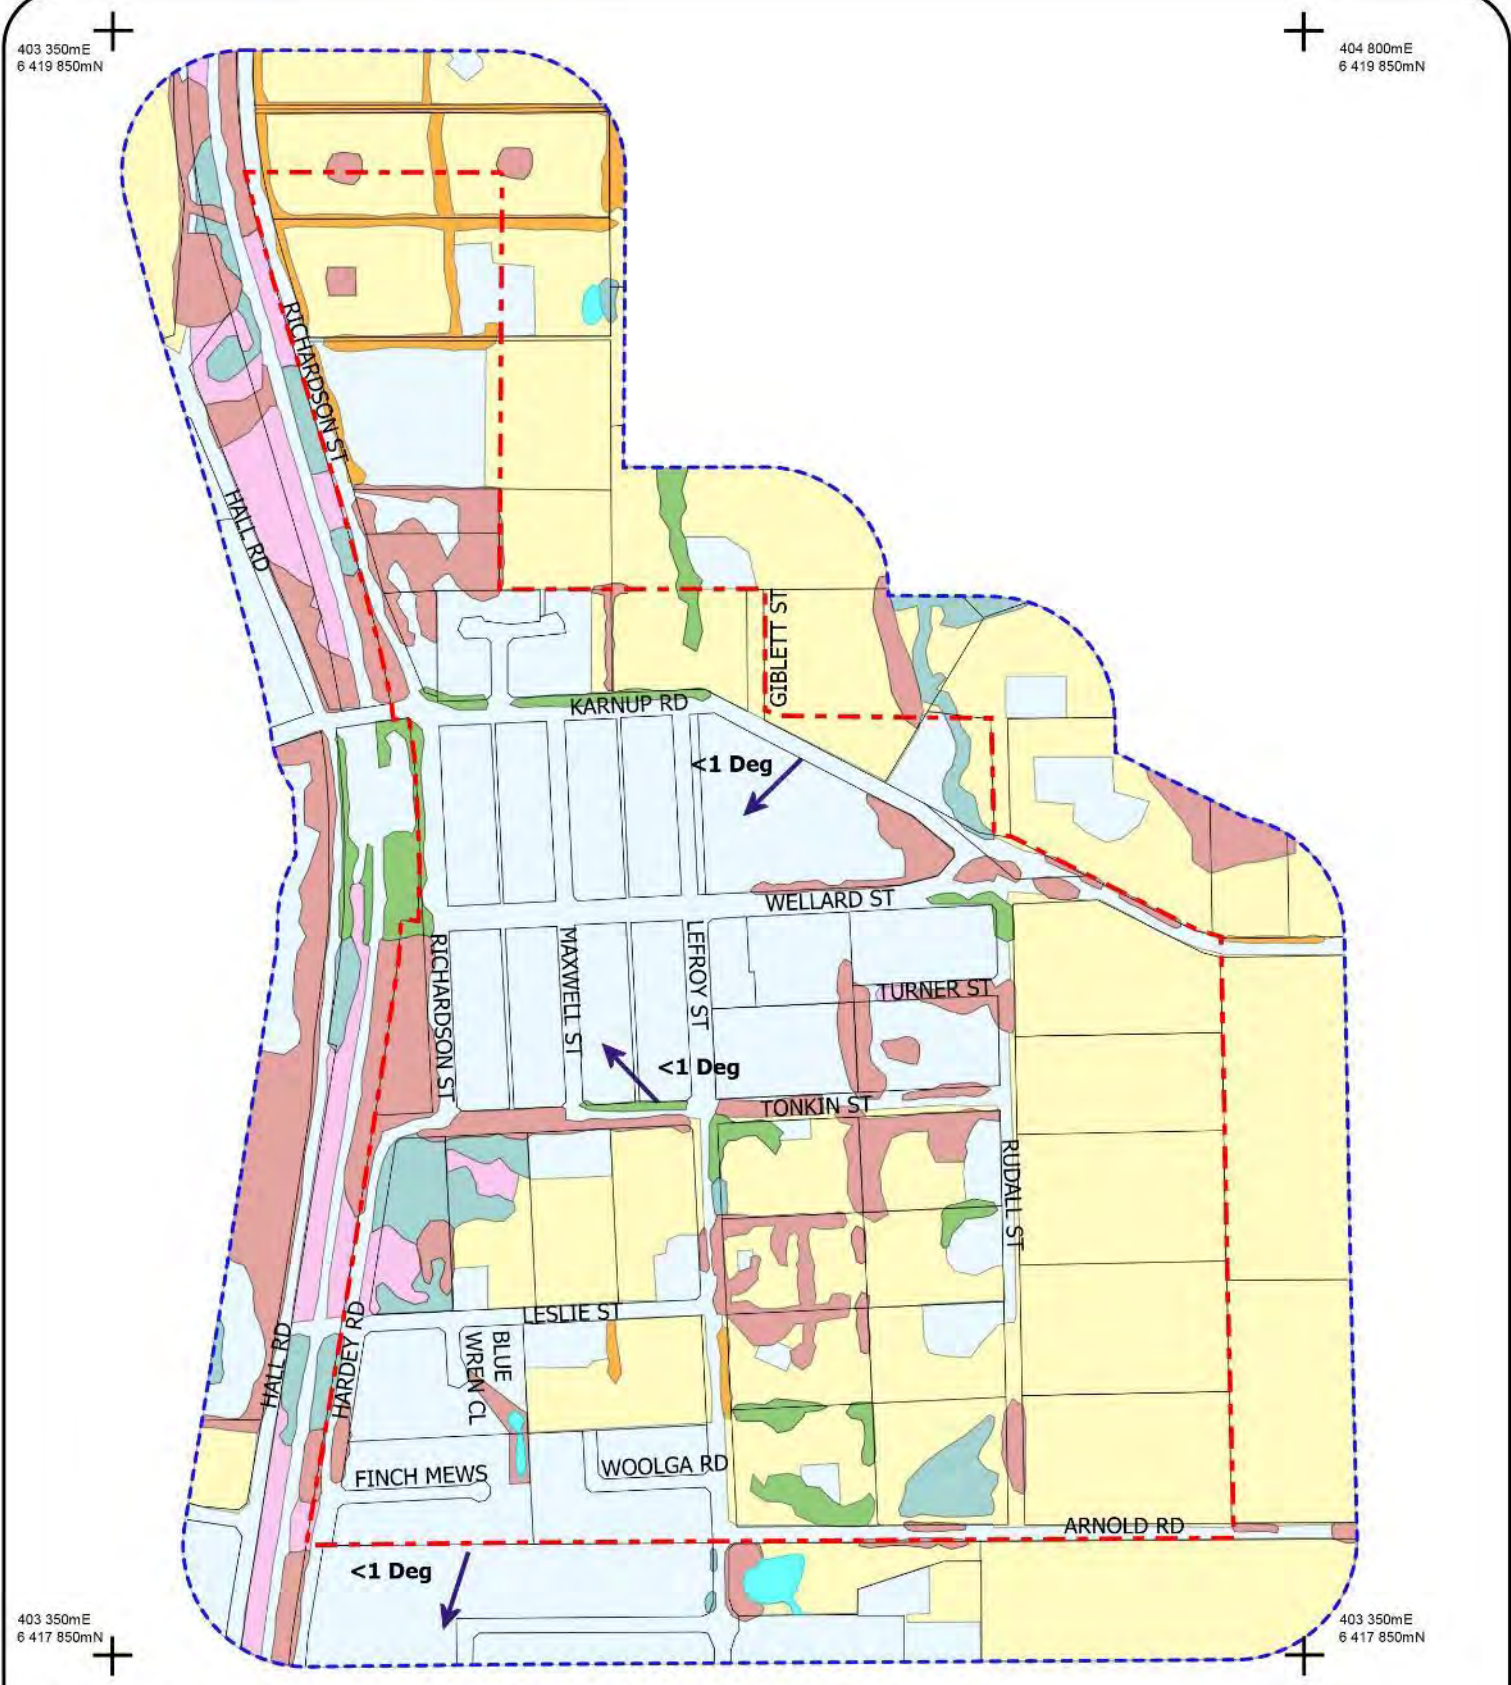 403 350mE
6 419 850mN
404 800mE
6 419 850mN
RICHARDSON ST
HALL RD
GIBLETT ST
KARNUP RD
<1 Deg
WELLARD ST
RICHARDSON ST
MAXWELL ST
LEFROY ST
TURNER ST
<1 Deg
TONKIN ST
RUDALL ST
LESLIE ST
HALL RD
HARDEY RD
BLUE
WREN CL
FINCH MEWS
WOOLGA RD
ARNOLD RD
<1 Deg
403 350mE
6 417 850mN
403 350mE
6 417 850mN